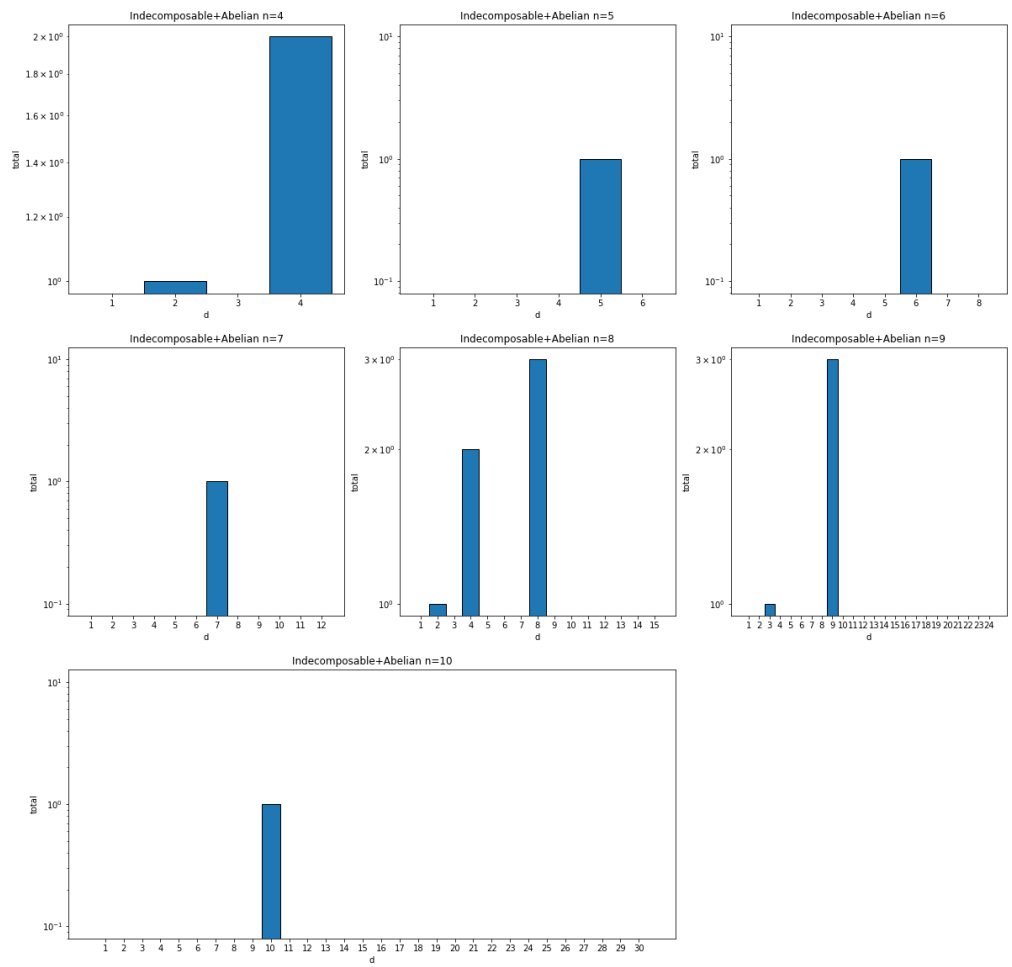 Indecomposable+Abelian n=4
total
2 × 10⁰
1.8 × 10⁰
1.6 × 10⁰
1.4 × 10⁰
1.2 × 10⁰
10⁰
1 2 3 4
d
Indecomposable+Abelian n=5
total
10¹
10⁰
10⁻¹
1 2 3 4 5 6
d
Indecomposable+Abelian n=6
total
10¹
10⁰
10⁻¹
1 2 3 4 5 6 7 8
d
Indecomposable+Abelian n=7
total
10¹
10⁰
10⁻¹
1 2 3 4 5 6 7 8 9 10 11 12
d
Indecomposable+Abelian n=8
total
3 × 10⁰
2 × 10⁰
10⁰
1 2 3 4 5 6 7 8 9 10 11 12 13 14 15
d
Indecomposable+Abelian n=9
total
3 × 10⁰
2 × 10⁰
10⁰
1 2 3 4 5 6 7 8 9 10 11 12 13 14 15 16 17 18 19 20 21 22 23 24
d
Indecomposable+Abelian n=10
total
10¹
10⁰
10⁻¹
1 2 3 4 5 6 7 8 9 10 11 12 13 14 15 16 17 18 19 20 21 22 23 24 25 26 27 28 29 30
d